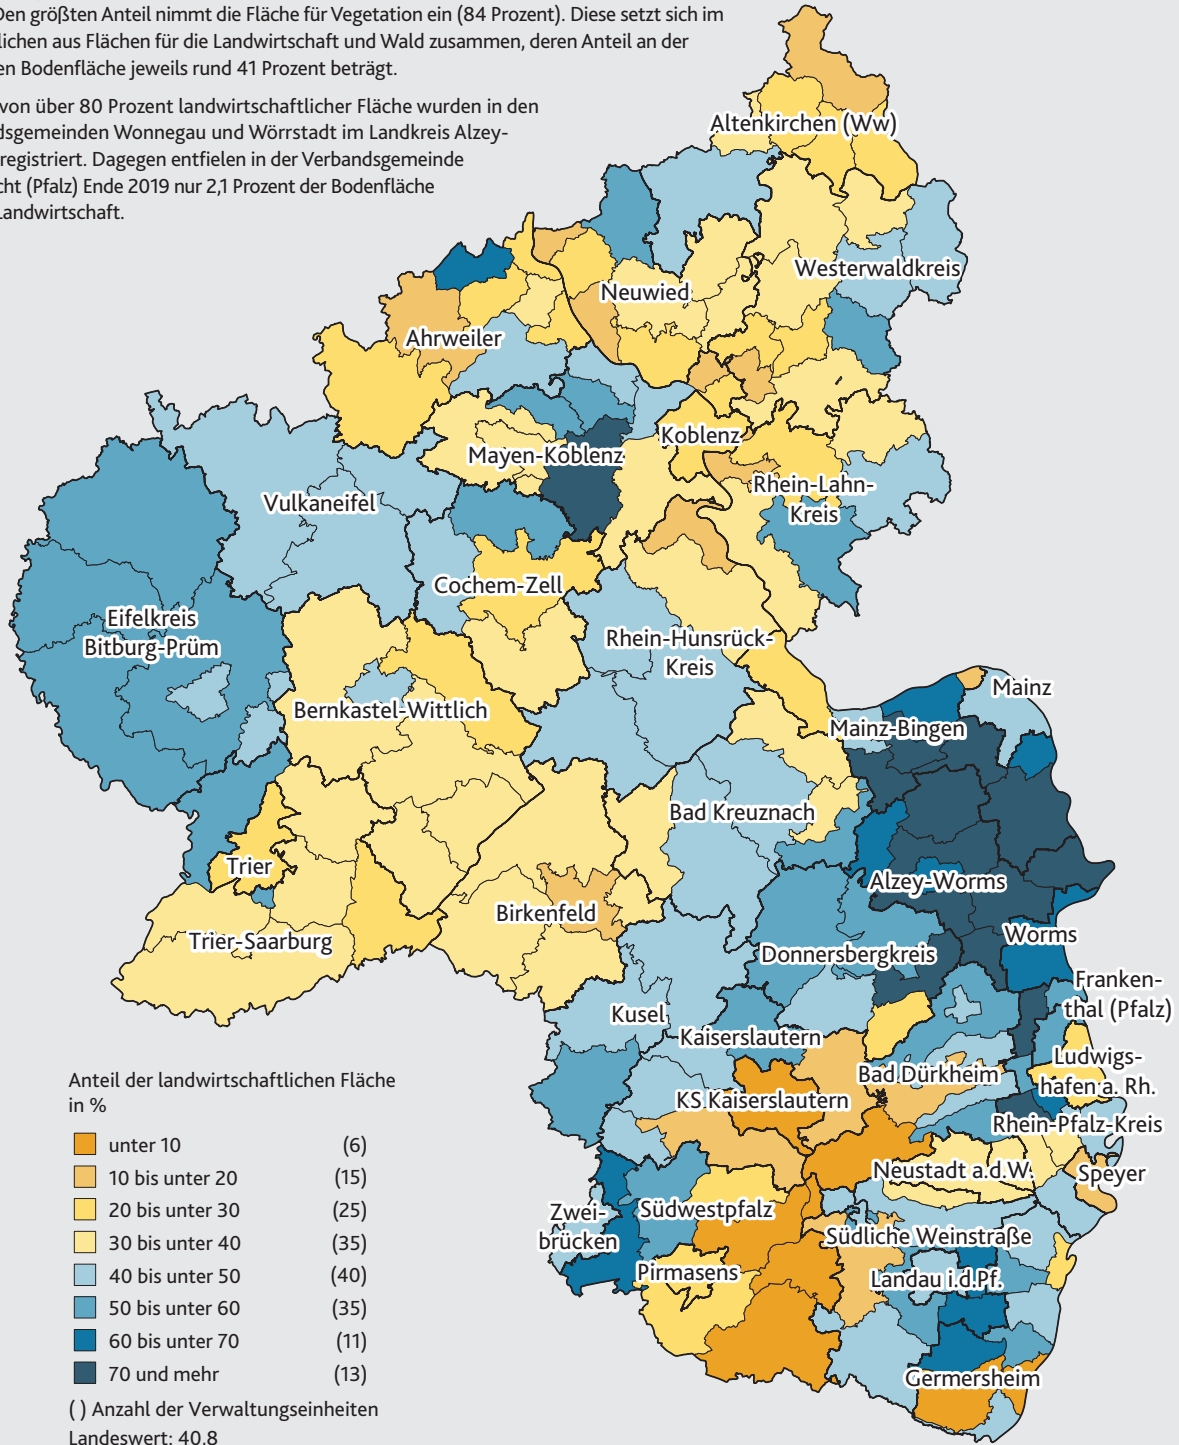 Den größten Anteil nimmt die Fläche für Vegetation ein (84 Prozent). Diese setzt sich im
lichen aus Flächen für die Landwirtschaft und Wald zusammen, deren Anteil an der
en Bodenfläche jeweils rund 41 Prozent beträgt.
von über 80 Prozent landwirtschaftlicher Fläche wurden in den
dsgemeinden Wonnegau und Wörrstadt im Landkreis Alzey-
registriert. Dagegen entfielen in der Verbandsgemeinde
cht (Pfalz) Ende 2019 nur 2,1 Prozent der Bodenfläche
Landwirtschaft.
Altenkirchen (Ww)
Westerwaldkreis
Neuwied
Ahrweiler
Koblenz
Mayen-Koblenz
Rhein-Lahn-
Kreis
Vulkaneifel
Cochem-Zell
Eifelkreis
Bitburg-Prüm
Rhein-Hunsrück-
Kreis
Mainz
Bernkastel-Wittlich
Mainz-Bingen
Bad Kreuznach
Trier
Alzey-Worms
Birkenfeld
Trier-Saarburg
Worms
Donnersbergkreis
Franken-
thal (Pfalz)
Kusel
Kaiserslautern
Ludwigs-
hafen a. Rh.
Bad Dürkheim
KS Kaiserslautern
Rhein-Pfalz-Kreis
Neustadt a.d.W.
Speyer
Zwei-
brücken
Südwestpfalz
Südliche Weinstraße
Pirmasens
Landau i.d.Pf.
Germersheim
Anteil der landwirtschaftlichen Fläche
in %
unter 10 (6)
10 bis unter 20 (15)
20 bis unter 30 (25)
30 bis unter 40 (35)
40 bis unter 50 (40)
50 bis unter 60 (35)
60 bis unter 70 (11)
70 und mehr (13)
( ) Anzahl der Verwaltungseinheiten
Landeswert: 40,8